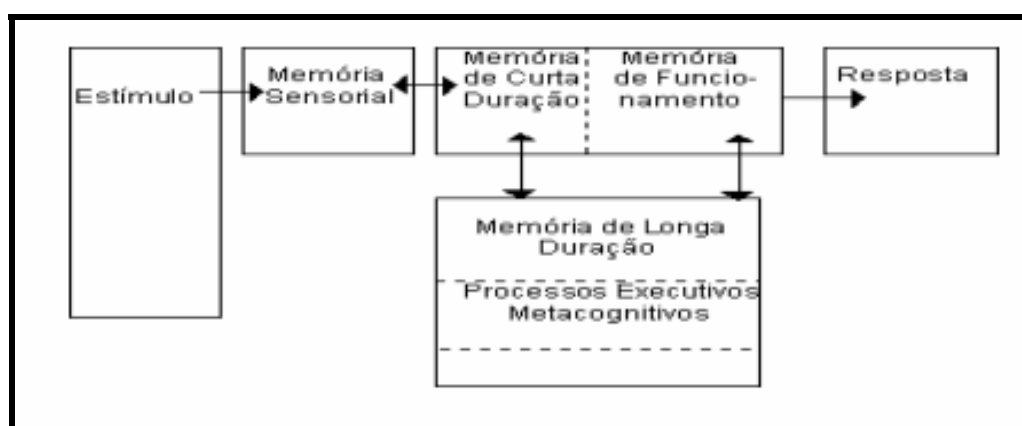 Estímulo
Memória
Sensorial
Memória
de Curta
Duração
Memória
de Funcio-
namento
Resposta
Memória de Longa
Duração
Processos Executivos
Metacognitivos